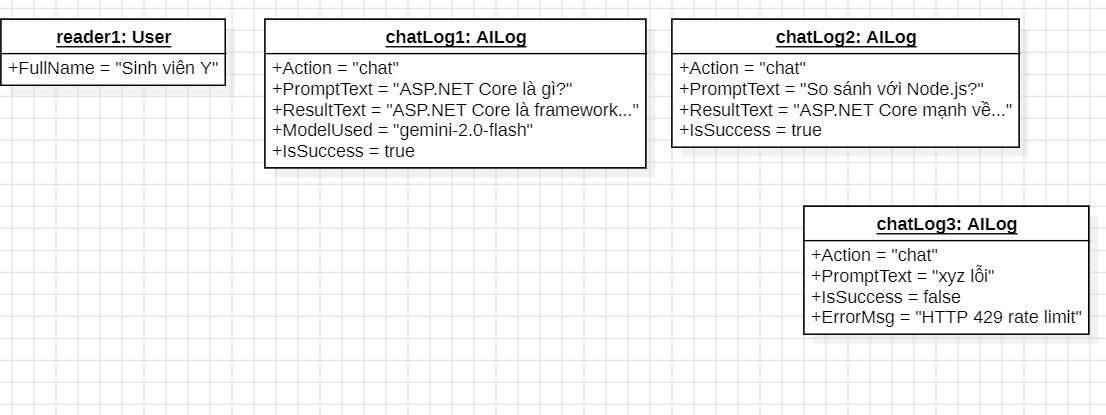 reader1: User
+FullName = "Sinh viên Y"
chatLog1: AILog
+Action = "chat"
+PromptText = "ASP.NET Core là gì?"
+ResultText = "ASP.NET Core là framework..."
+ModelUsed = "gemini-2.0-flash"
+IsSuccess = true
chatLog2: AILog
+Action = "chat"
+PromptText = "So sánh với Node.js?"
+ResultText = "ASP.NET Core mạnh về..."
+IsSuccess = true
chatLog3: AILog
+Action = "chat"
+PromptText = "xyz lỗi"
+IsSuccess = false
+ErrorMsg = "HTTP 429 rate limit"